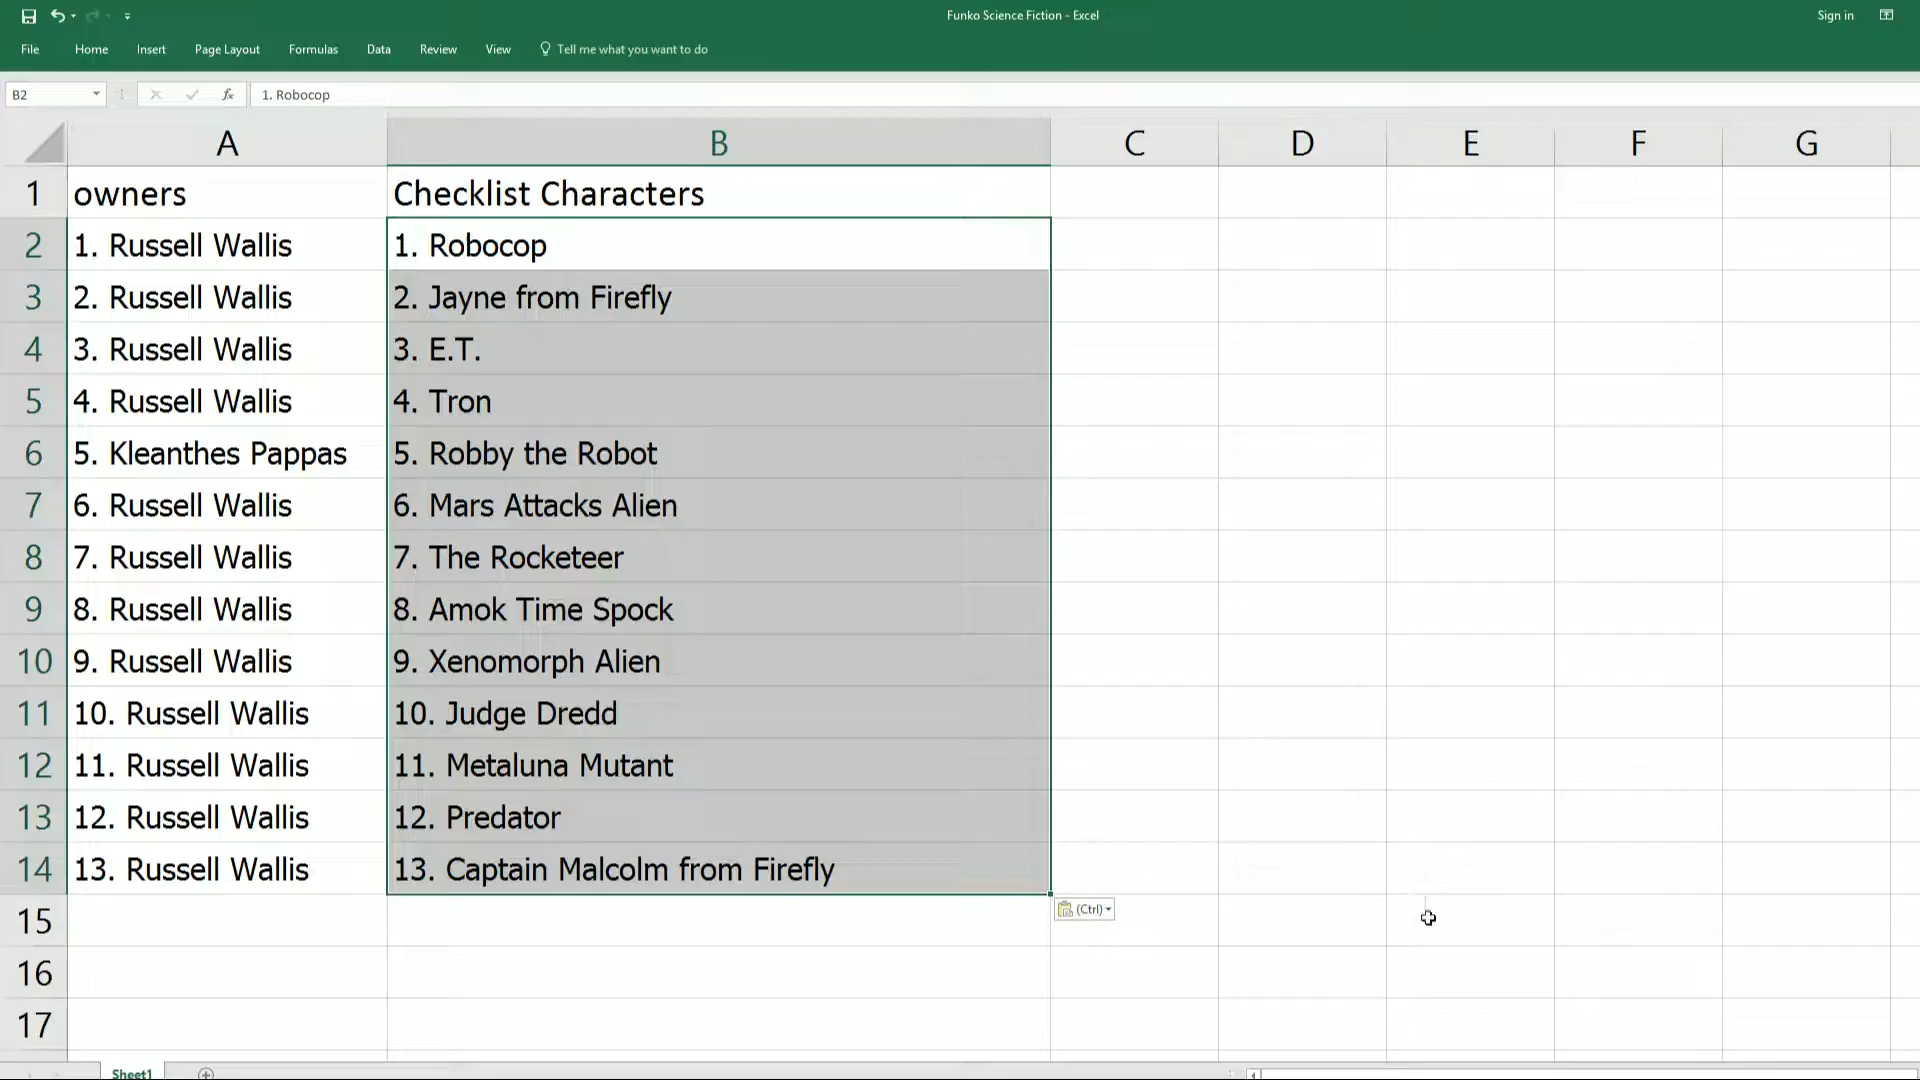 Funko Science Fiction - Excel
Sign in
File Home Insert Page Layout Formulas Data Review View Tell me what you want to do
B2 fx 1. Robocop
A B C D E F G
1 owners Checklist Characters
2 1. Russell Wallis 1. Robocop
3 2. Russell Wallis 2. Jayne from Firefly
4 3. Russell Wallis 3. E.T.
5 4. Russell Wallis 4. Tron
6 5. Kleanthes Pappas 5. Robby the Robot
7 6. Russell Wallis 6. Mars Attacks Alien
8 7. Russell Wallis 7. The Rocketeer
9 8. Russell Wallis 8. Amok Time Spock
10 9. Russell Wallis 9. Xenomorph Alien
11 10. Russell Wallis 10. Judge Dredd
12 11. Russell Wallis 11. Metaluna Mutant
13 12. Russell Wallis 12. Predator
14 13. Russell Wallis 13. Captain Malcolm from Firefly
15 (Ctrl)
16
17
Sheet1